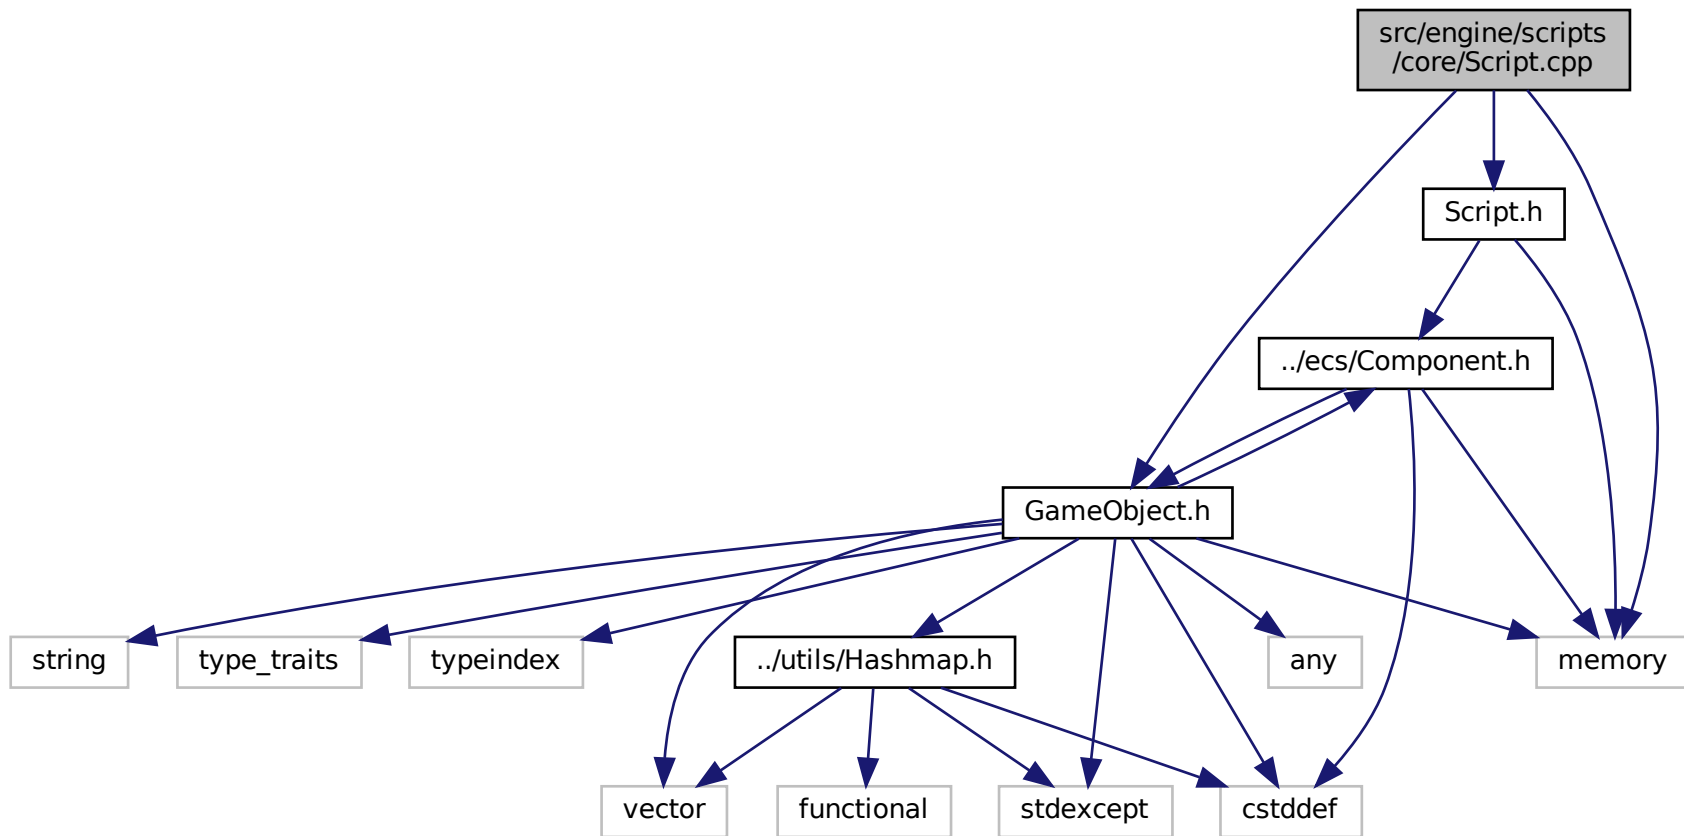 src/engine/scripts
/core/Script.cpp
Script.h
../ecs/Component.h
GameObject.h
string
type_traits
typeindex
../utils/Hashmap.h
any
memory
vector
functional
stdexcept
cstddef